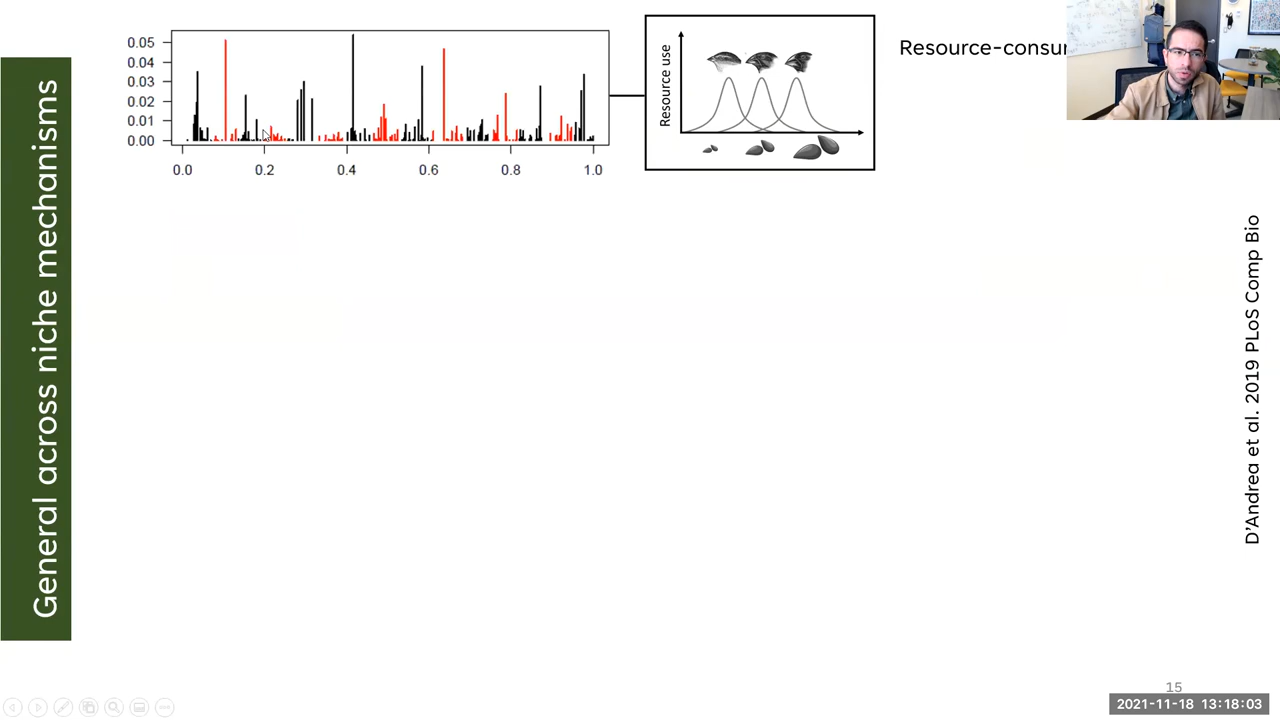 General across niche mechanisms
0.05
0.04
0.03
0.02
0.01
0.00
0.0 0.2 0.4 0.6 0.8 1.0
Resource use
Resource-consu
D'Andrea et al. 2019 PLoS Comp Bio
15
2021-11-18 13:18:03